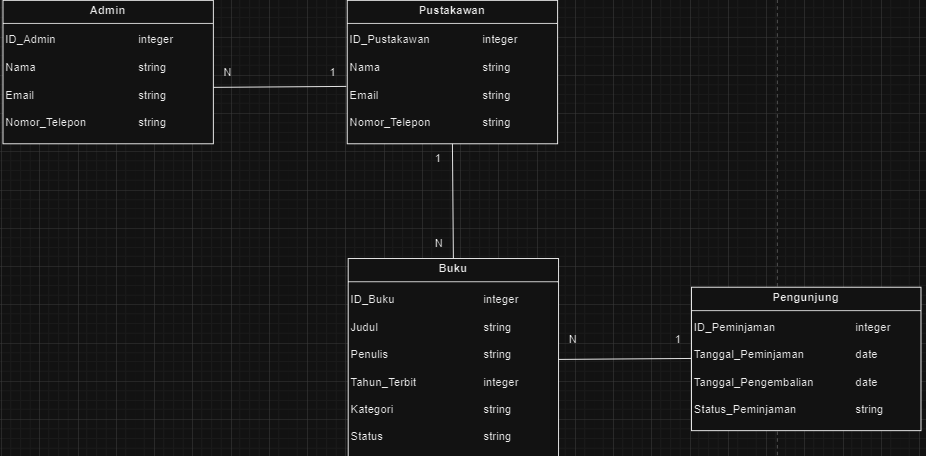 Admin
ID_Admin integer
Nama string
Email string
Nomor_Telepon string
N 1
Pustakawan
ID_Pustakawan integer
Nama string
Email string
Nomor_Telepon string
1
N
Buku
ID_Buku integer
Judul string
Penulis string
Tahun_Terbit integer
Kategori string
Status string
N 1
Pengunjung
ID_Peminjaman integer
Tanggal_Peminjaman date
Tanggal_Pengembalian date
Status_Peminjaman string